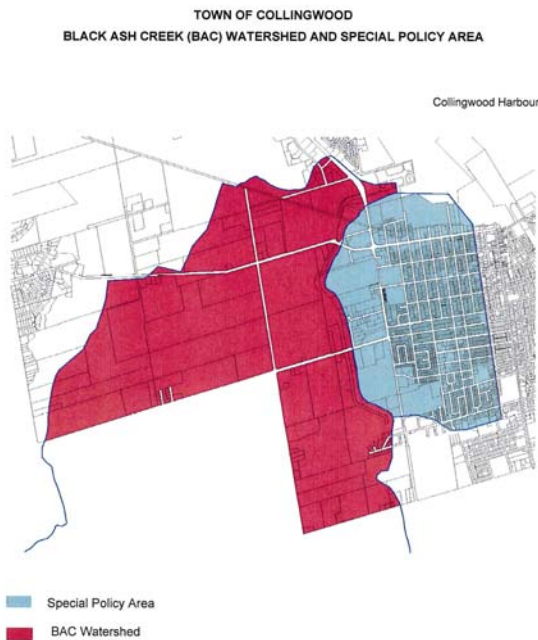 TOWN OF COLLINGWOOD
BLACK ASH CREEK (BAC) WATERSHED AND SPECIAL POLICY AREA
Collingwood Harbour
Special Policy Area
BAC Watershed